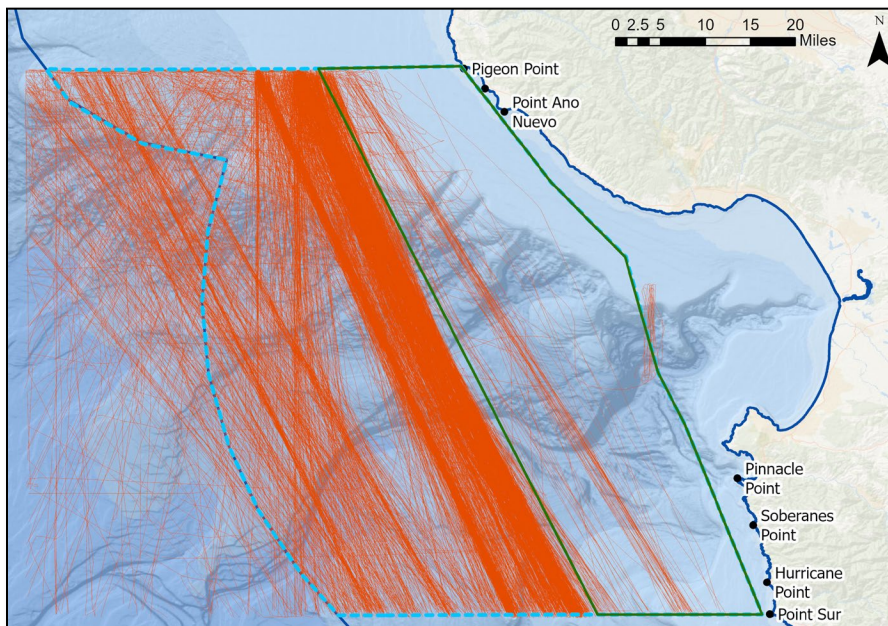 0 2.5 5 10 15 20
Miles
N
Pigeon Point
Point Ano
Nuevo
Pinnacle
Point
Soberanes
Point
Hurricane
Point
Point Sur